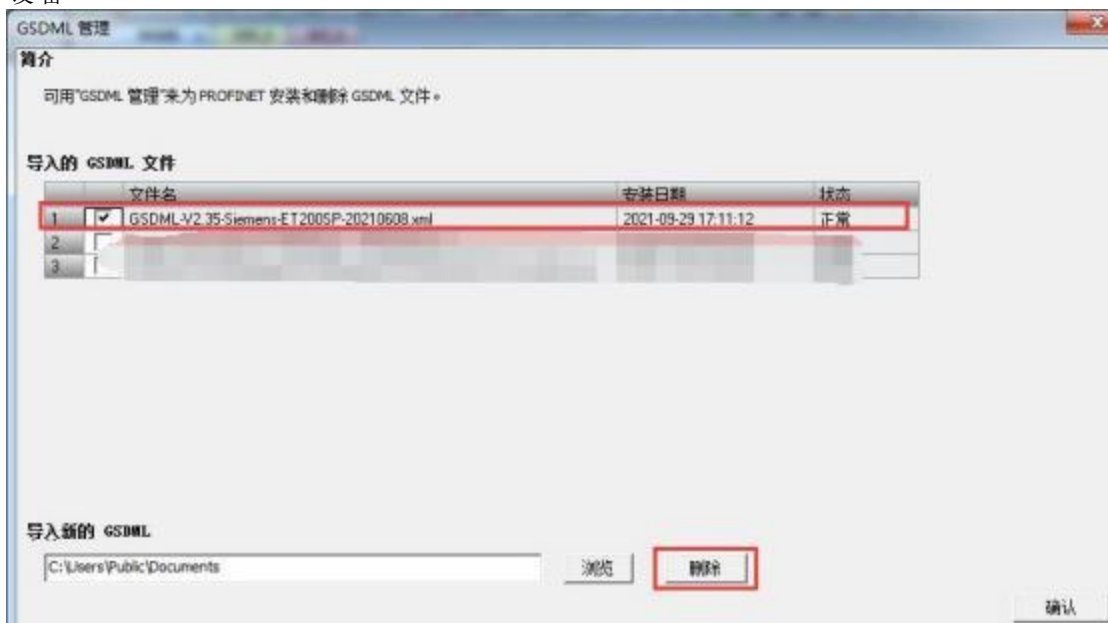 GSDML 管理
简介
可用"GSDML 管理"来为 PROFINET 安装和删除 GSDML 文件。
导入的 GSDML 文件
文件名 安装日期 状态
1 GSDML-V2.35-Siemens-ET200SP-20210608.xml 2021-09-29 17:11:12 正常
2
3
导入新的 GSDML
C:\Users\Public\Documents 浏览 删除
确认